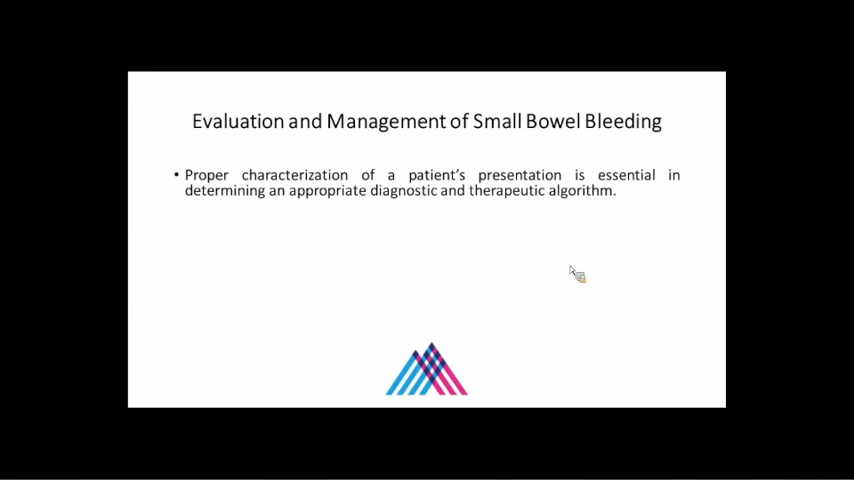 Evaluation and Management of Small Bowel Bleeding
• Proper characterization of a patient's presentation is essential in
determining an appropriate diagnostic and therapeutic algorithm.